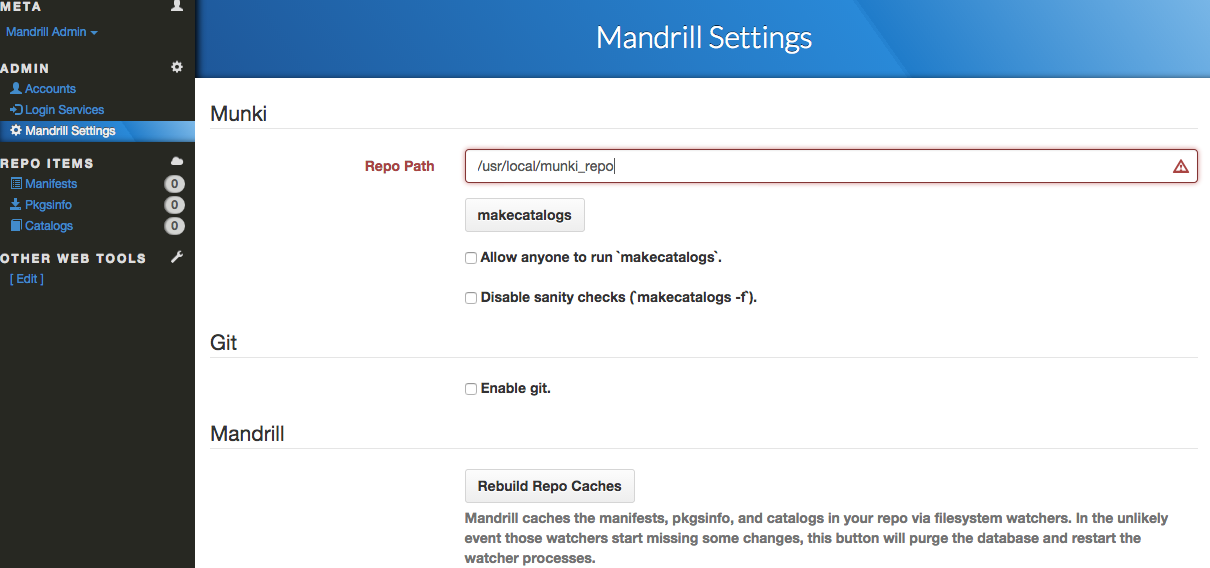 META
Mandrill Admin
ADMIN
Accounts
Login Services
Mandrill Settings
REPO ITEMS
Manifests 0
Pkgsinfo 0
Catalogs 0
OTHER WEB TOOLS
[ Edit ]
Mandrill Settings
Munki
Repo Path /usr/local/munki_repo
makecatalogs
Allow anyone to run `makecatalogs`.
Disable sanity checks (`makecatalogs -f`).
Git
Enable git.
Mandrill
Rebuild Repo Caches
Mandrill caches the manifests, pkgsinfo, and catalogs in your repo via filesystem watchers. In the unlikely
event those watchers start missing some changes, this button will purge the database and restart the
watcher processes.